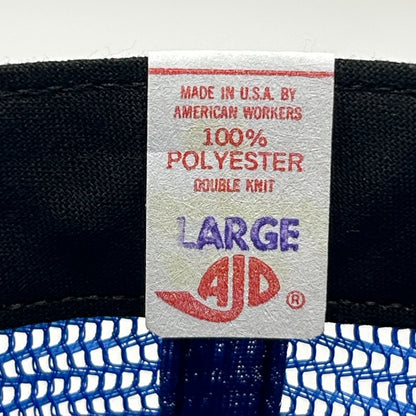 MADE IN U.S.A. BY
AMERICAN WORKERS
100%
POLYESTER
DOUBLE KNIT
LARGE
AJD ®